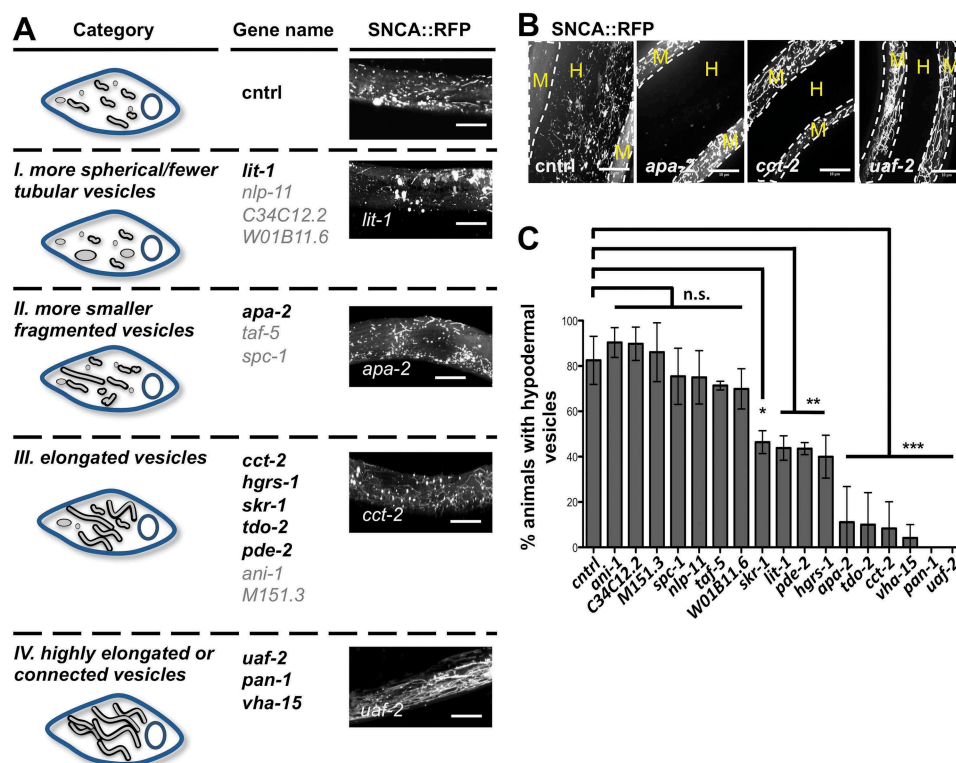 A
Category
Gene name
SNCA::RFP
cntrl
I. more spherical/fewer
tubular vesicles
lit-1
nlp-11
C34C12.2
W01B11.6
lit-1
II. more smaller
fragmented vesicles
apa-2
taf-5
spc-1
apa-2
III. elongated vesicles
cct-2
hgrs-1
skr-1
tdo-2
pde-2
ani-1
M151.3
cct-2
IV. highly elongated or
connected vesicles
uaf-2
pan-1
vha-15
uaf-2
B
SNCA::RFP
M H M cntrl
M H M apa-2
M H M cct-2
M H M uaf-2
C
% animals with hypodermal
vesicles
100
80
60
40
20
0
n.s.
*
**
***
cntrl
ani-1
C34C12.2
M151.3
spc-1
nlp-11
taf-5
W01B11.6
skr-1
lit-1
pde-2
hgrs-1
apa-2
tdo-2
cct-2
vha-15
pan-1
uaf-2